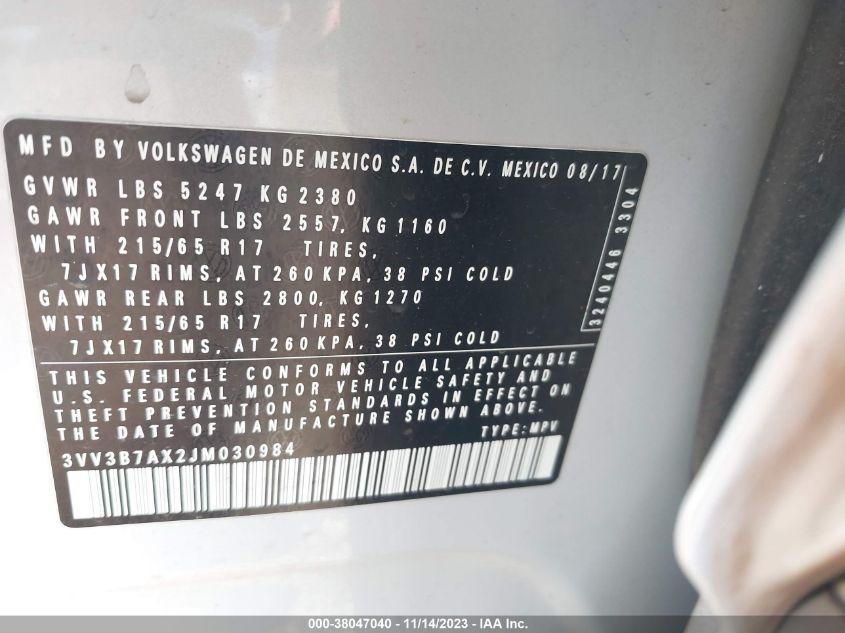 MFD BY VOLKSWAGEN DE MEXICO S.A. DE C.V. MEXICO 08/17
GVWR LBS 5247 KG 2380
GAWR FRONT LBS 2557, KG 1160
WITH 215/65 R17 TIRES,
7JX17 RIMS, AT 260 KPA, 38 PSI COLD
GAWR REAR LBS 2800, KG 1270
WITH 215/65 R17 TIRES,
7JX17 RIMS, AT 260 KPA, 38 PSI COLD
3240446 3304
THIS VEHICLE CONFORMS TO ALL APPLICABLE
U.S. FEDERAL MOTOR VEHICLE SAFETY AND
THEFT PREVENTION STANDARDS IN EFFECT ON
THE DATE OF MANUFACTURE SHOWN ABOVE.
TYPE: MPV
3VV3B7AX2JM030984
000-38047040 - 11/14/2023 - IAA Inc.